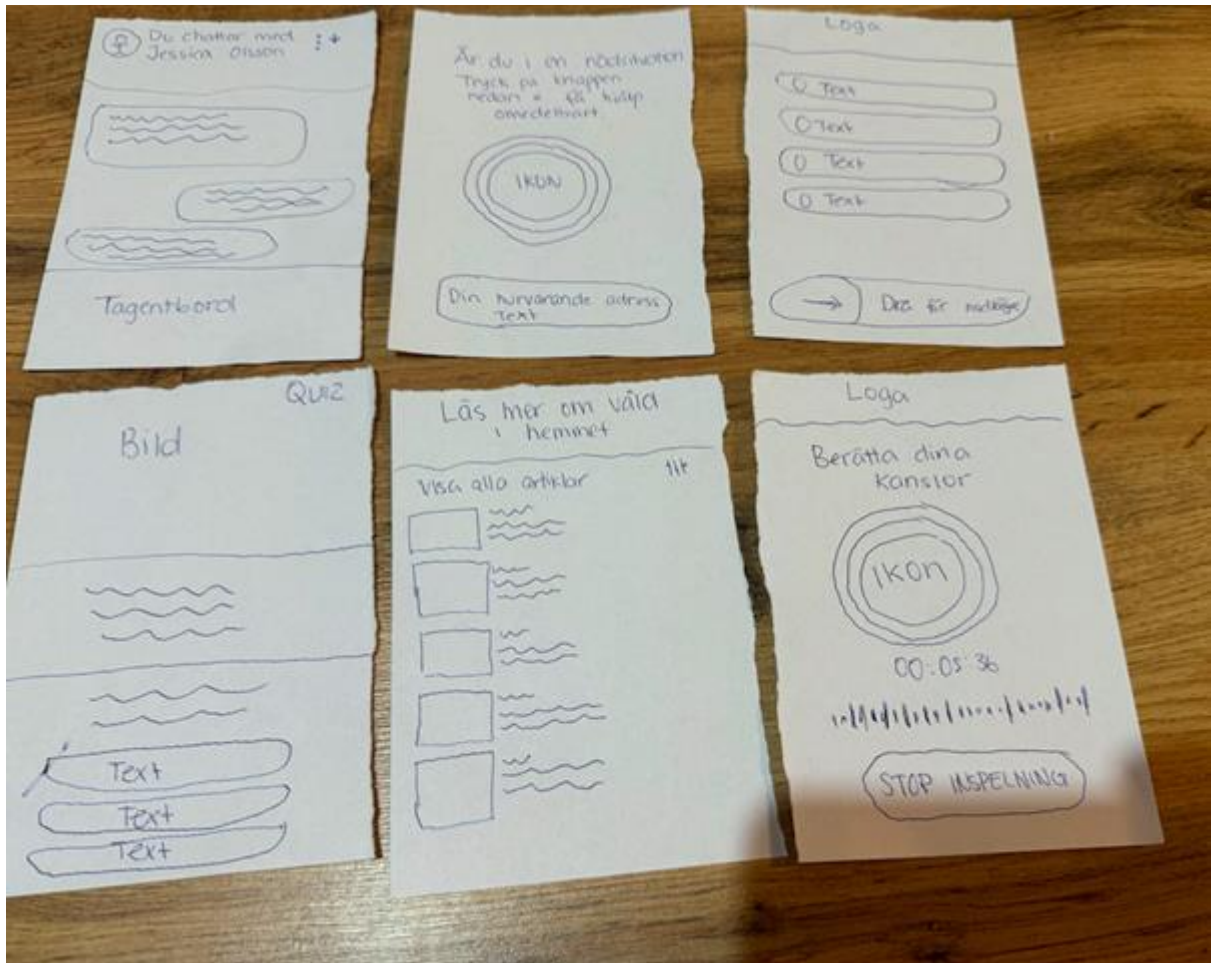 Du chattar med
Jessica Olsson
Tagentbord
Är du i en nödsituation
Tryck på knappen
nedan få hjälp
omedelbart
IKON
Din nurvarande adress
Text
Loga
Text
Text
Text
Text
Dra för nödläge
Quiz
Bild
Text
Text
Text
Läs mer om våld
i hemmet
Visa alla artiklar
Loga
Berätta dina
känslor
IKON
00.05.36
STOP INSPELNING